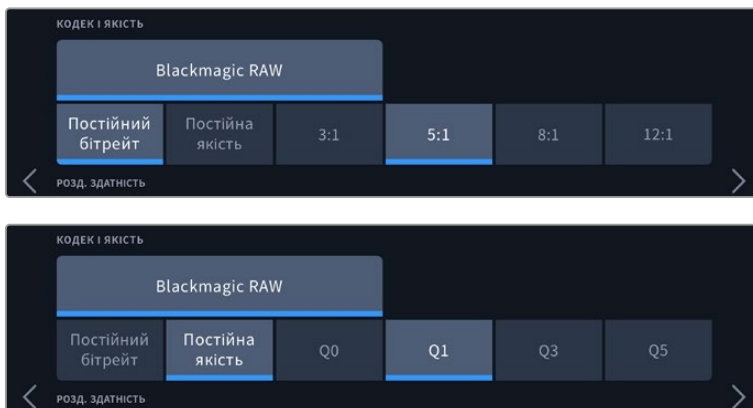 КОДЕК І ЯКІСТЬ
Blackmagic RAW
Постійний бітрейт Постійна якість 3:1 5:1 8:1 12:1
РОЗД. ЗДАТНІСТЬ
КОДЕК І ЯКІСТЬ
Blackmagic RAW
Постійний бітрейт Постійна якість Q0 Q1 Q3 Q5
РОЗД. ЗДАТНІСТЬ